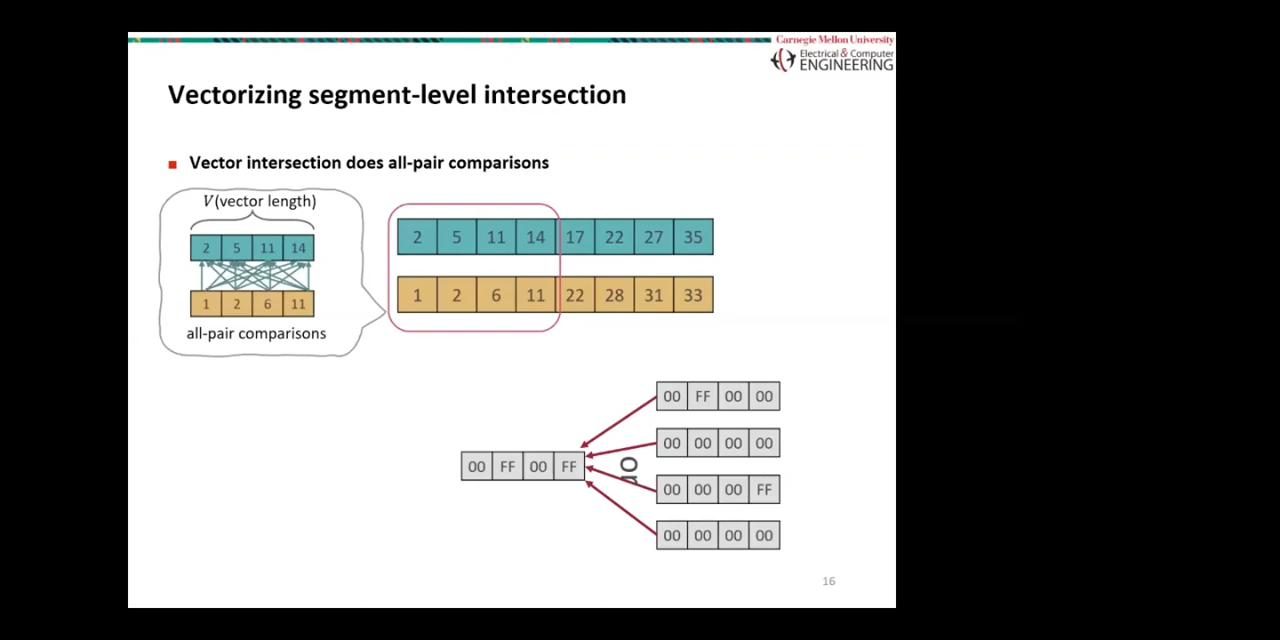 Carnegie Mellon University
Electrical & Computer
ENGINEERING
Vectorizing segment-level intersection
Vector intersection does all-pair comparisons
V (vector length)
2 5 11 14
1 2 6 11
all-pair comparisons
2 5 11 14 17 22 27 35
1 2 6 11 22 28 31 33
00 FF 00 00
00 00 00 00
00 FF 00 FF
or
00 00 00 FF
00 00 00 00
16